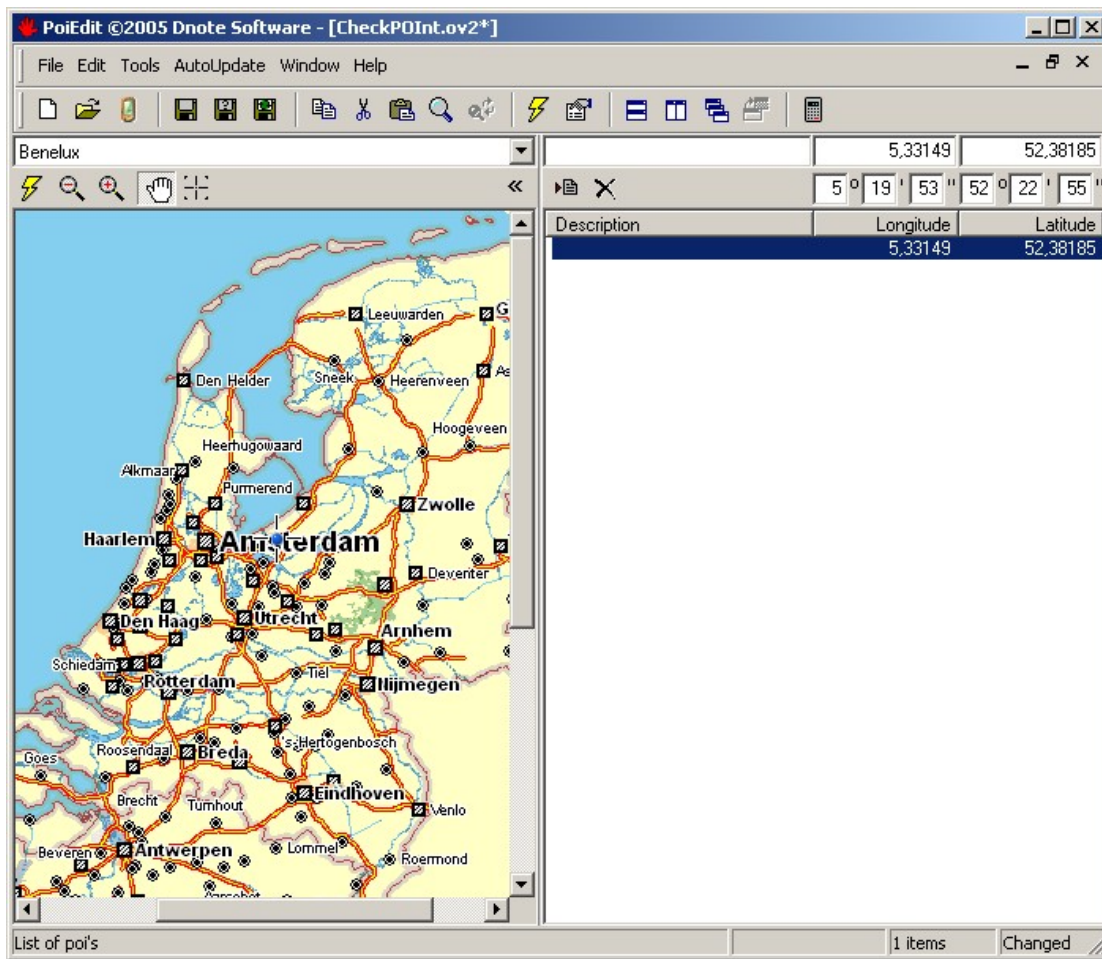 PoiEdit ©2005 Dnote Software - [CheckPOInt.ov2*]
File Edit Tools AutoUpdate Window Help
Benelux
5,33149 52,38185
5 º 19 ' 53 " 52 º 22 ' 55 "
Description Longitude Latitude
5,33149 52,38185
Leeuwarden
G
Den Helder
Sneek
Heerenveen
As
Hoogeveen
Heerhugowaard
Alkmaar
Purmerend
Zwolle
Haarlem
Amsterdam
Deventer
Den Haag
Utrecht
Arnhem
Schiedam
Rotterdam
Tiel
Nijmegen
Goes
Roosendaal
Breda
's-Hertogenbosch
Brecht
Turnhout
Eindhoven
Venlo
Beveren
Antwerpen
Lommel
Roermond
List of poi's
1 items
Changed